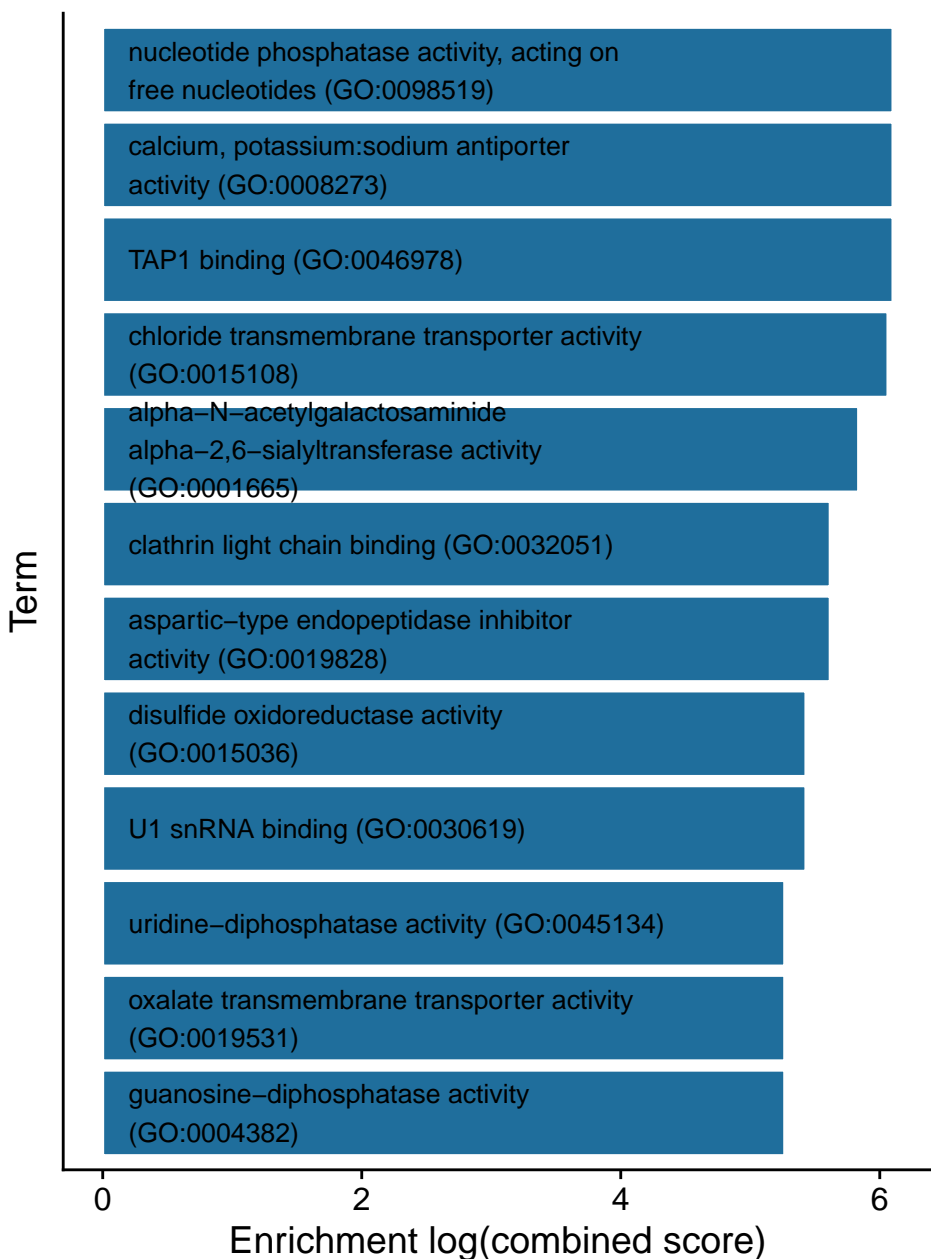 nucleotide phosphatase activity, acting on
free nucleotides (GO:0098519)
calcium, potassium:sodium antiporter
activity (GO:0008273)
TAP1 binding (GO:0046978)
chloride transmembrane transporter activity
(GO:0015108)
alpha−N−acetylgalactosaminide
alpha−2,6−sialyltransferase activity
(GO:0001665)
clathrin light chain binding (GO:0032051)
aspartic−type endopeptidase inhibitor
activity (GO:0019828)
disulfide oxidoreductase activity
(GO:0015036)
U1 snRNA binding (GO:0030619)
uridine−diphosphatase activity (GO:0045134)
oxalate transmembrane transporter activity
(GO:0019531)
guanosine−diphosphatase activity
(GO:0004382)
Term
0 2 4 6
Enrichment log(combined score)